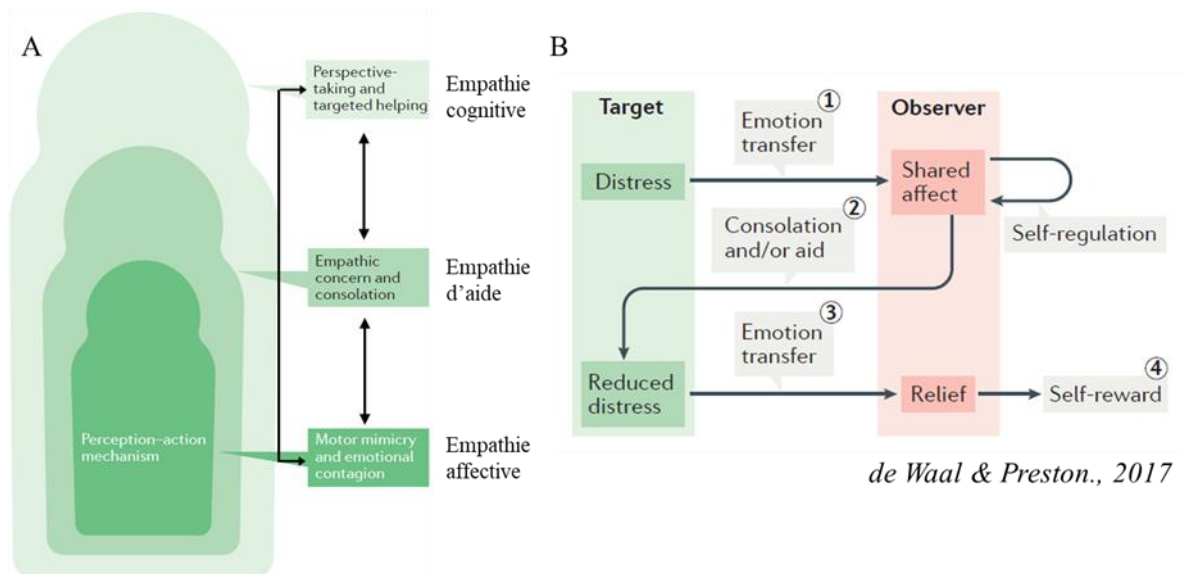 A
Perspective-
taking and
targeted helping
Empathie
cognitive
Empathic
concern and
consolation
Empathie
d’aide
Perception–action
mechanism
Motor mimicry
and emotional
contagion
Empathie
affective
B
Target
Observer
①
Emotion
transfer
Distress
Shared
affect
②
Consolation
and/or aid
Self-regulation
③
Emotion
transfer
Reduced
distress
Relief
④
Self-reward
de Waal & Preston., 2017